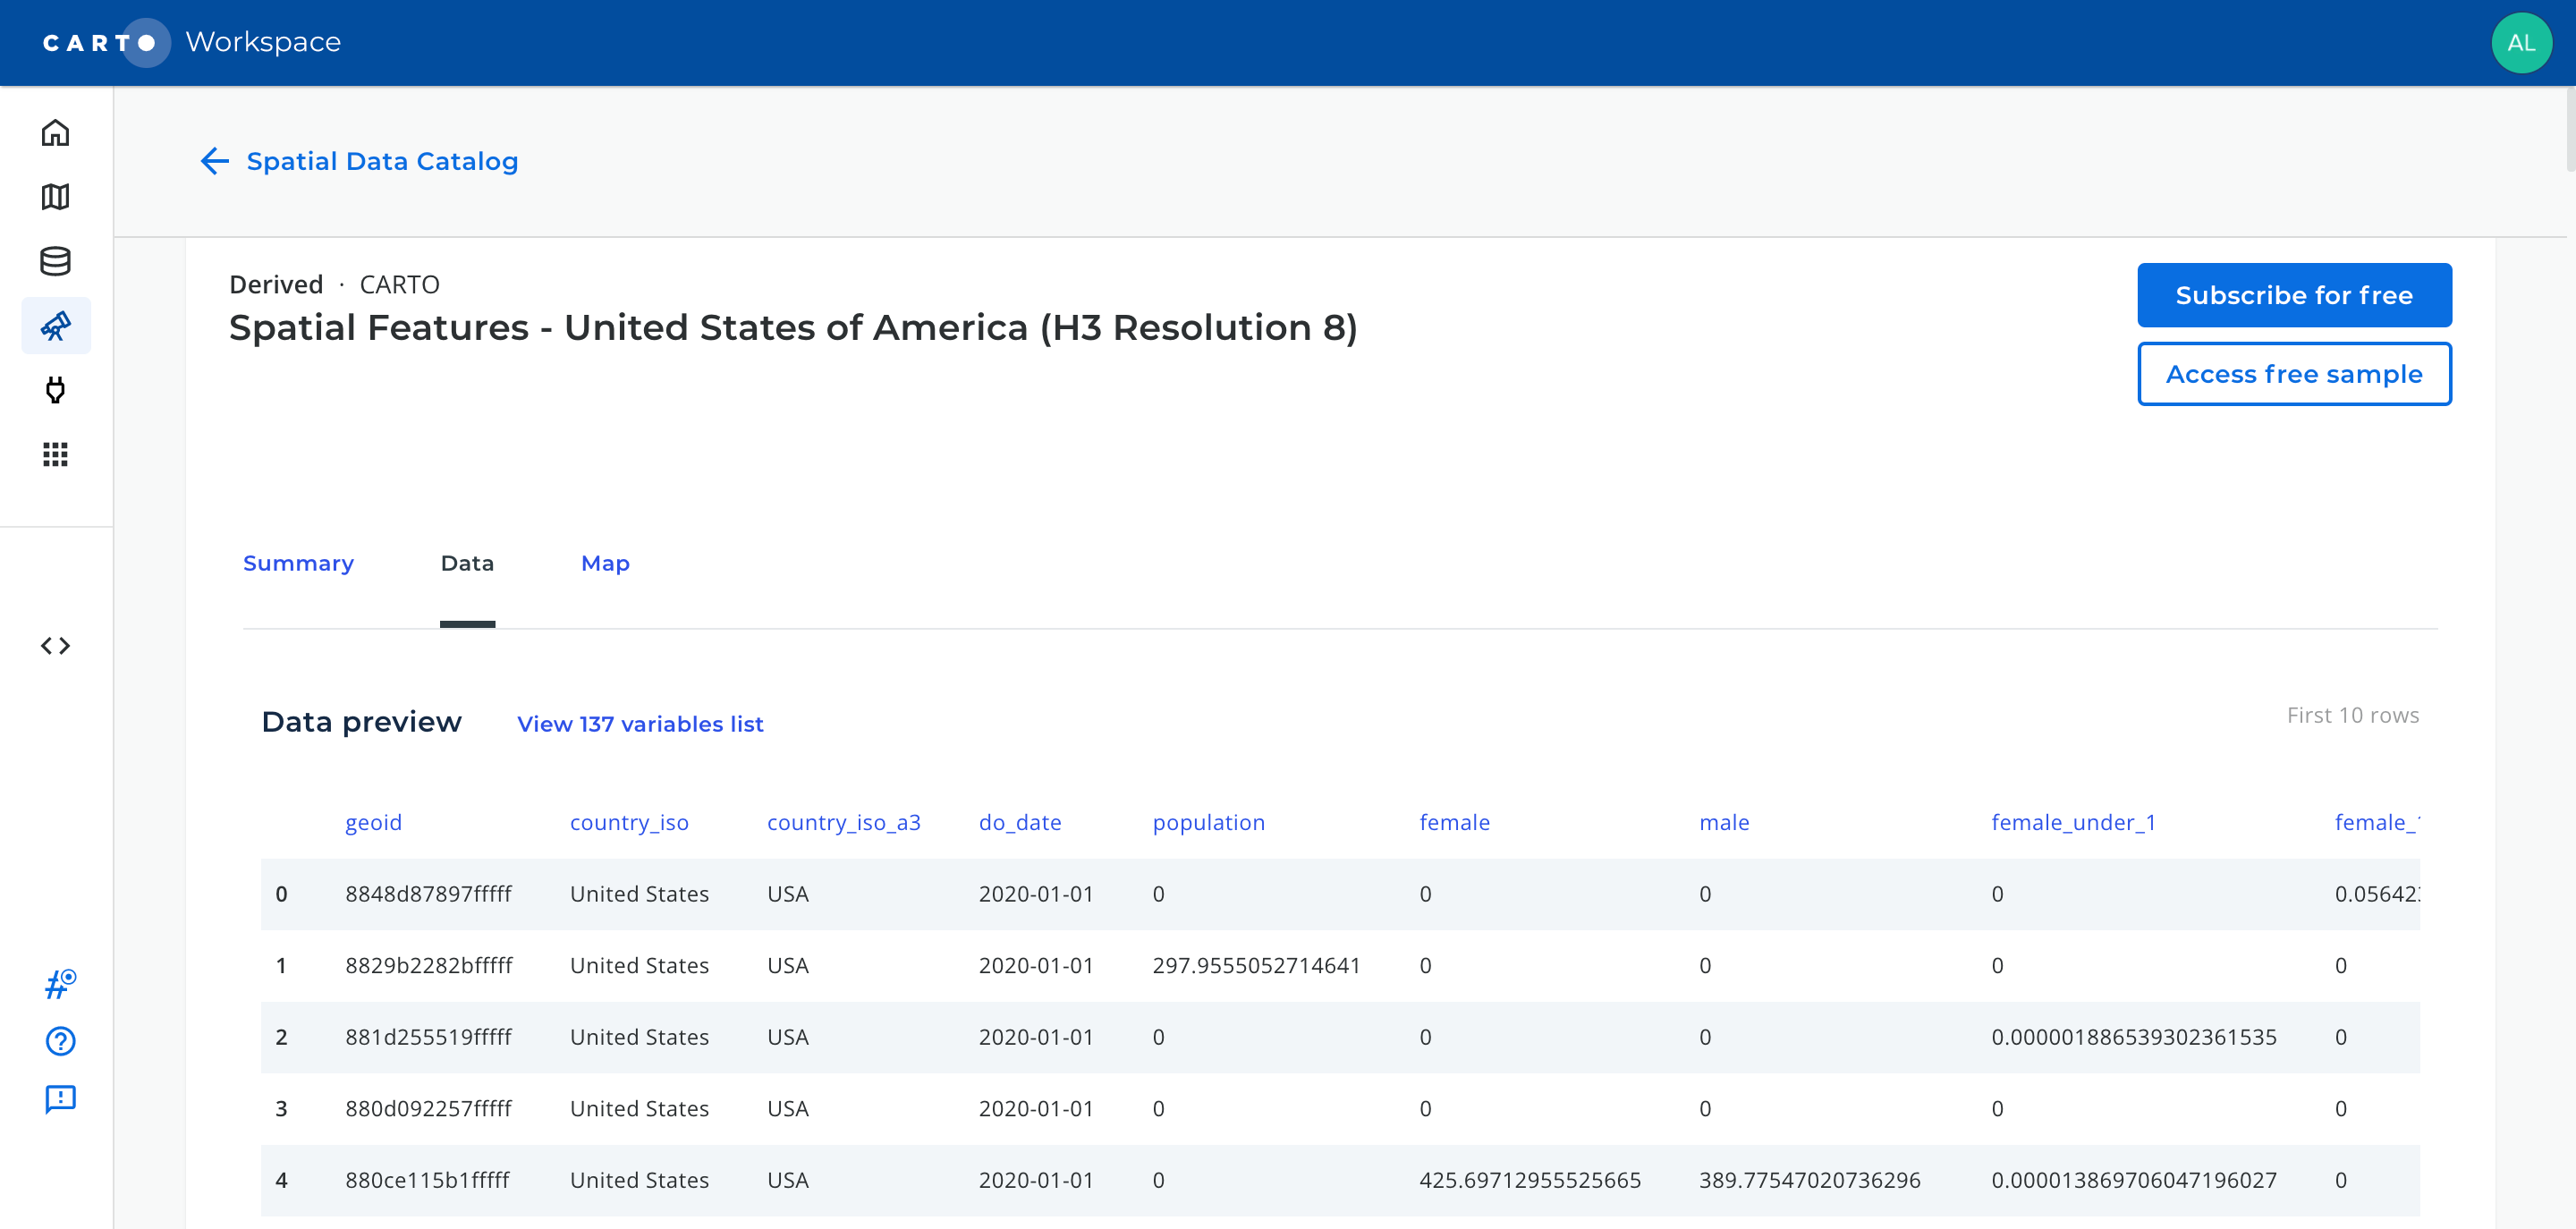 CARTO Workspace
AL
Spatial Data Catalog
Derived · CARTO
Spatial Features - United States of America (H3 Resolution 8)
Subscribe for free
Access free sample
Summary Data Map
Data preview View 137 variables list First 10 rows
geoid country_iso country_iso_a3 do_date population female male female_under_1 female_
0 8848d87897fffff United States USA 2020-01-01 0 0 0 0 0.05642
1 8829b2282bfffff United States USA 2020-01-01 297.9555052714641 0 0 0 0
2 881d255519fffff United States USA 2020-01-01 0 0 0 0.000001886539302361535 0
3 880d092257fffff United States USA 2020-01-01 0 0 0 0 0
4 880ce115b1fffff United States USA 2020-01-01 0 425.69712955525665 389.77547020736296 0.000013869706047196027 0